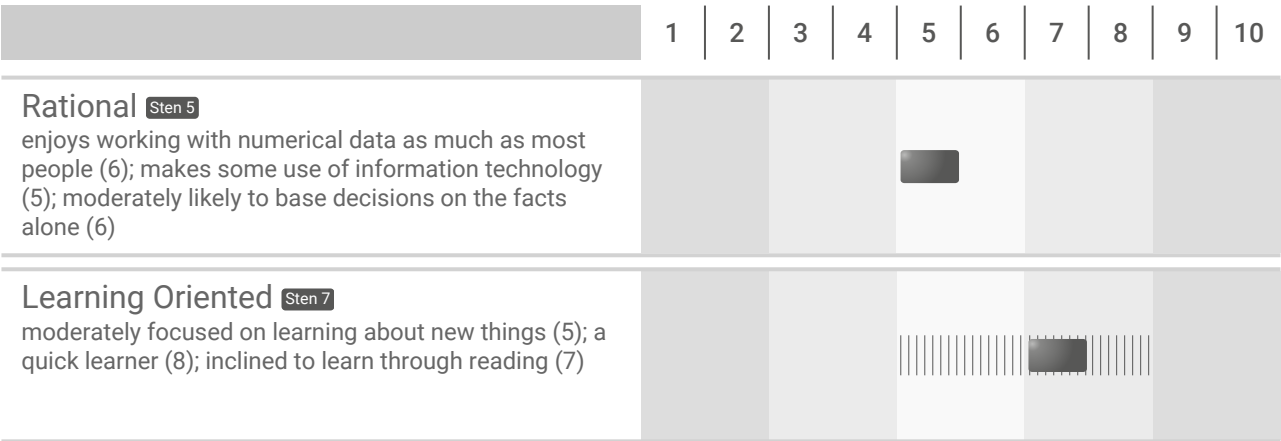 1 2 3 4 5 6 7 8 9 10
Rational Sten 5
enjoys working with numerical data as much as most
people (6); makes some use of information technology
(5); moderately likely to base decisions on the facts
alone (6)
Learning Oriented Sten 7
moderately focused on learning about new things (5); a
quick learner (8); inclined to learn through reading (7)